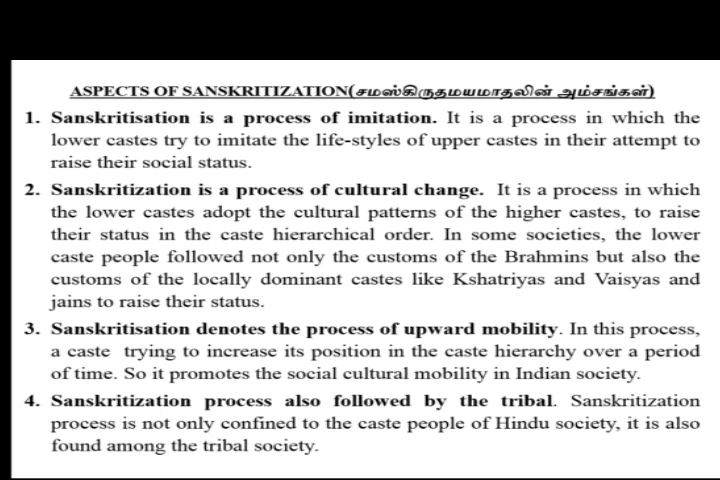 ASPECTS OF SANSKRITIZATION(சமஸ்கிருதமயமாதலின் அம்சங்கள்)
1. Sanskritisation is a process of imitation. It is a process in which the
lower castes try to imitate the life-styles of upper castes in their attempt to
raise their social status.
2. Sanskritization is a process of cultural change. It is a process in which
the lower castes adopt the cultural patterns of the higher castes, to raise
their status in the caste hierarchical order. In some societies, the lower
caste people followed not only the customs of the Brahmins but also the
customs of the locally dominant castes like Kshatriyas and Vaisyas and
jains to raise their status.
3. Sanskritisation denotes the process of upward mobility. In this process,
a caste trying to increase its position in the caste hierarchy over a period
of time. So it promotes the social cultural mobility in Indian society.
4. Sanskritization process also followed by the tribal. Sanskritization
process is not only confined to the caste people of Hindu society, it is also
found among the tribal society.